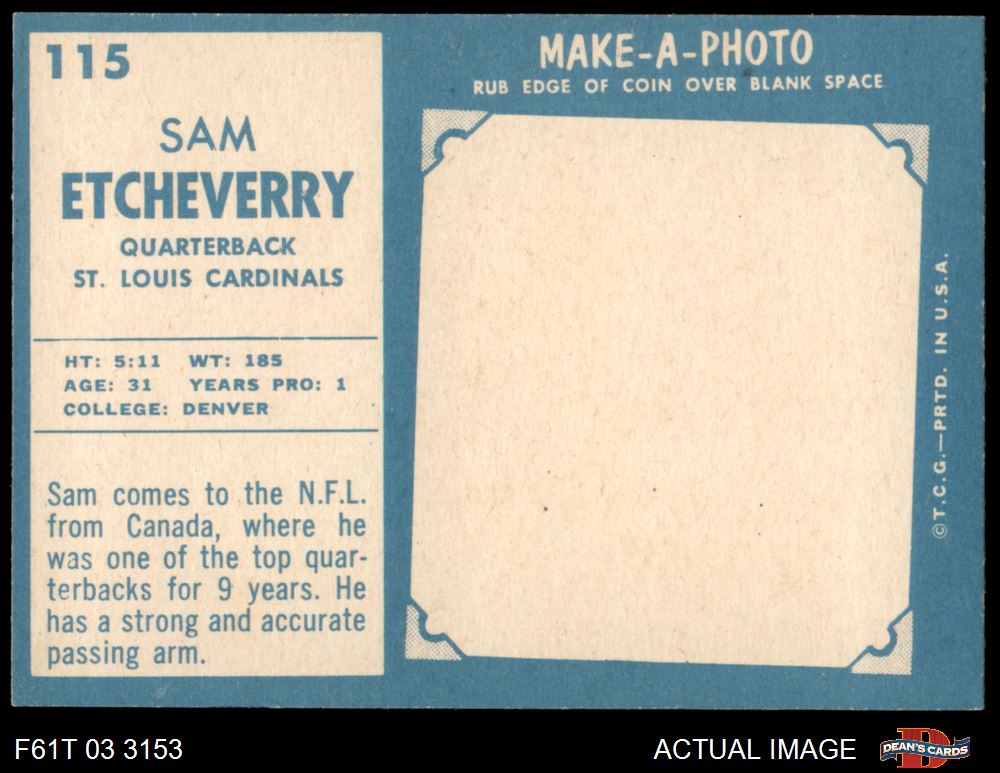 115
SAM
ETCHEVERRY
QUARTERBACK
ST. LOUIS CARDINALS
HT: 5:11 WT: 185
AGE: 31 YEARS PRO: 1
COLLEGE: DENVER
Sam comes to the N.F.L.
from Canada, where he
was one of the top quar-
terbacks for 9 years. He
has a strong and accurate
passing arm.
MAKE-A-PHOTO
RUB EDGE OF COIN OVER BLANK SPACE
©T.C.G.—PRTD. IN U.S.A.
F61T 03 3153
ACTUAL IMAGE
DEAN'S CARDS